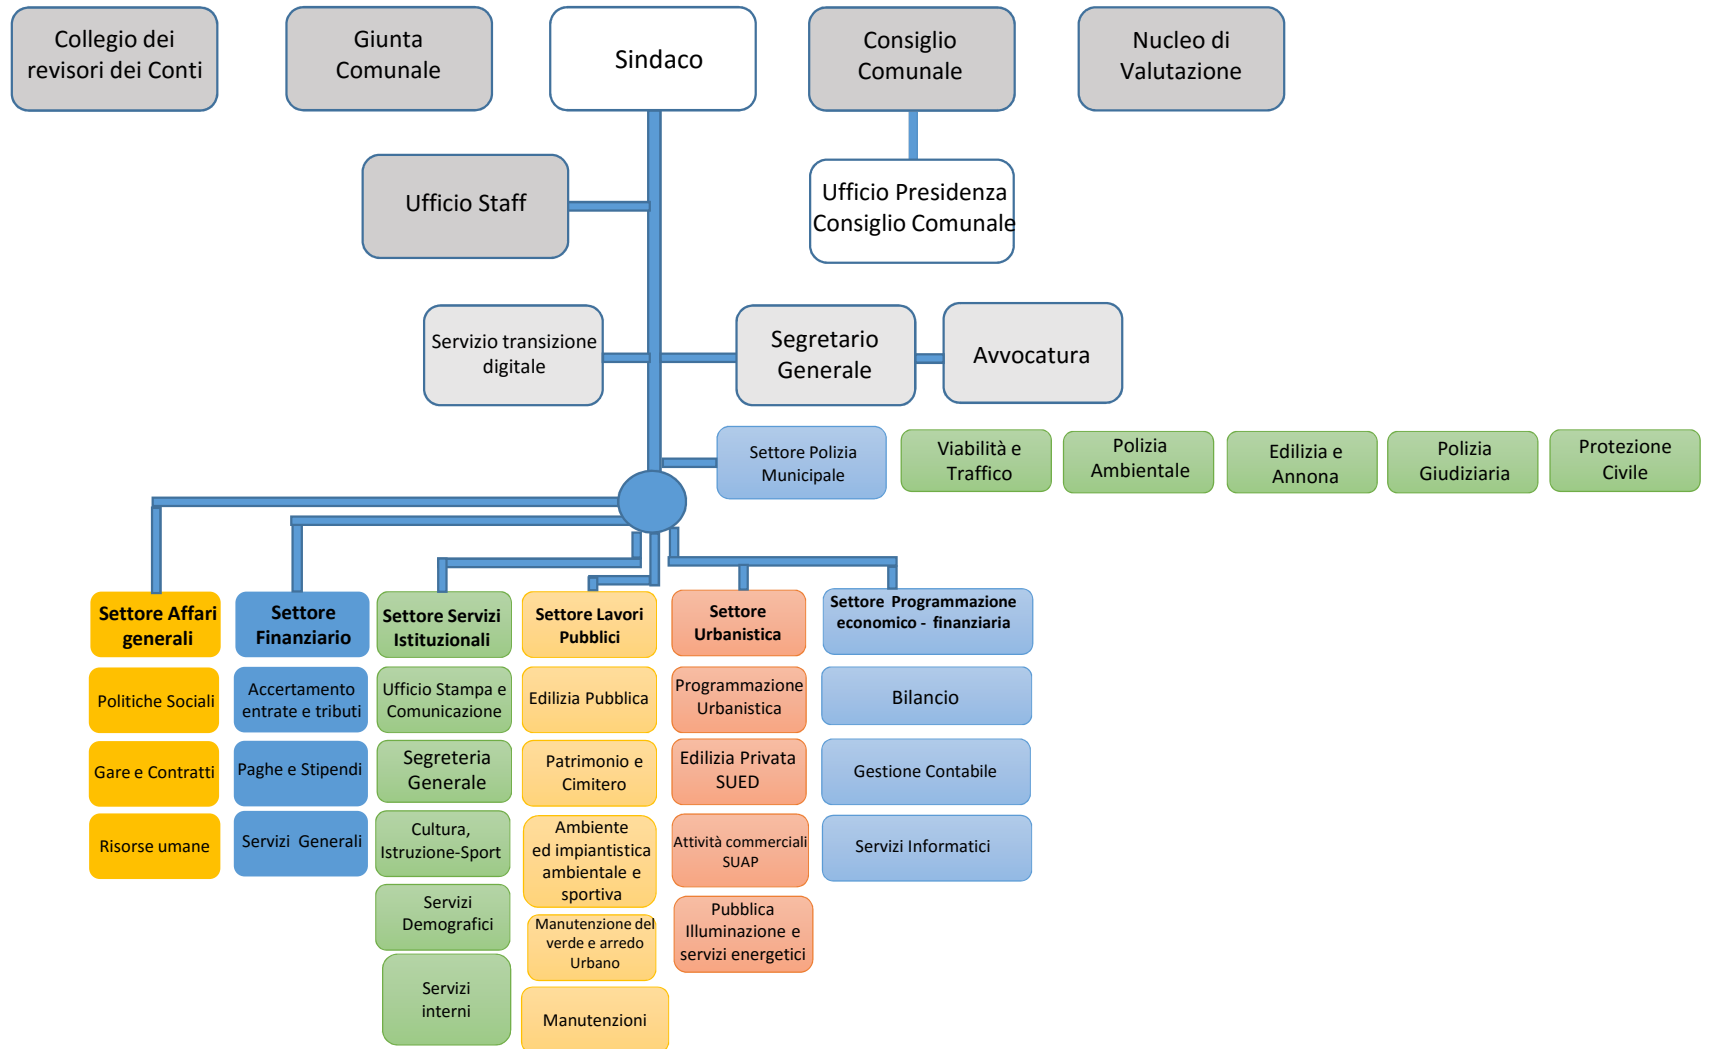 Collegio dei
revisori dei Conti
Giunta
Comunale
Sindaco
Consiglio
Comunale
Nucleo di
Valutazione
Ufficio Staff
Ufficio Presidenza
Consiglio Comunale
Servizio transizione
digitale
Segretario
Generale
Avvocatura
Settore Polizia
Municipale
Viabilità e
Traffico
Polizia
Ambientale
Edilizia e
Annona
Polizia
Giudiziaria
Protezione
Civile
Settore Affari
generali
Politiche Sociali
Gare e Contratti
Risorse umane
Settore
Finanziario
Accertamento
entrate e tributi
Paghe e Stipendi
Servizi Generali
Settore Servizi
Istituzionali
Ufficio Stampa e
Comunicazione
Segreteria
Generale
Cultura,
Istruzione-Sport
Servizi
Demografici
Servizi
interni
Settore Lavori
Pubblici
Edilizia Pubblica
Patrimonio e
Cimitero
Ambiente
ed impiantistica
ambientale e
sportiva
Manutenzione del
verde e arredo
Urbano
Manutenzioni
Settore
Urbanistica
Programmazione
Urbanistica
Edilizia Privata
SUED
Attività commerciali
SUAP
Pubblica
Illuminazione e
servizi energetici
Settore Programmazione
economico - finanziaria
Bilancio
Gestione Contabile
Servizi Informatici